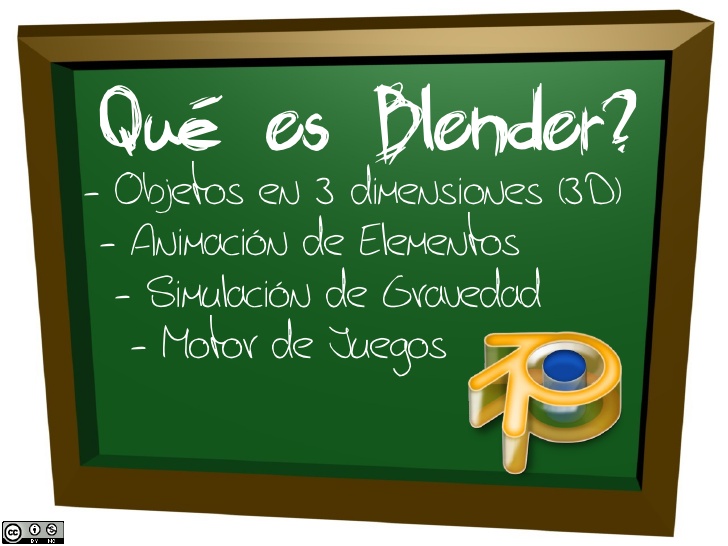 Qué es Blender?
- Objetos en 3 dimensiones (3D)
- Animación de Elementos
- Simulación de Gravedad
- Motor de Juegos
cc
BY NC